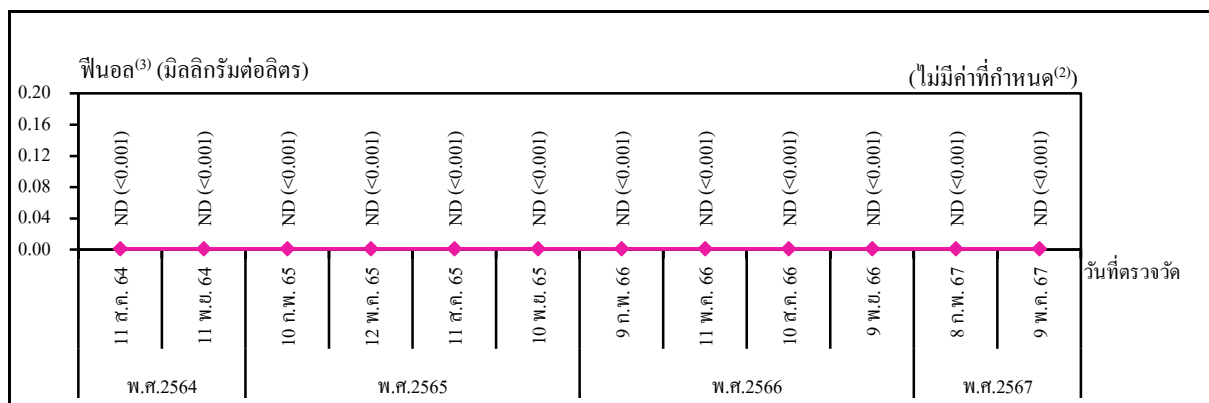 ฟีนอล⁽³⁾ (มิลลิกรัมต่อลิตร) (ไม่มีค่าที่กำหนด⁽²⁾)
0.20
0.16
0.12
0.08
0.04
0.00
ND (<0.001)
ND (<0.001)
ND (<0.001)
ND (<0.001)
ND (<0.001)
ND (<0.001)
ND (<0.001)
ND (<0.001)
ND (<0.001)
ND (<0.001)
ND (<0.001)
ND (<0.001)
วันที่ตรวจวัด
11 ส.ค. 64
11 พ.ย. 64
10 ก.พ. 65
12 พ.ค. 65
11 ส.ค. 65
10 พ.ย. 65
9 ก.พ. 66
11 พ.ค. 66
10 ส.ค. 66
9 พ.ย. 66
8 ก.พ. 67
9 พ.ค. 67
พ.ศ.2564 พ.ศ.2565 พ.ศ.2566 พ.ศ.2567